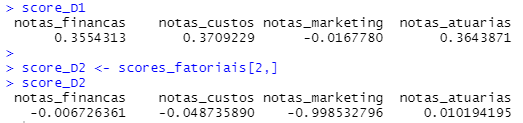 > score_D1
notas_financas notas_custos notas_marketing notas_atuarias
0.3554313 0.3709229 -0.0167780 0.3643871
>
> score_D2 <- scores_fatoriais[2,]
> score_D2
notas_financas notas_custos notas_marketing notas_atuarias
-0.006726361 -0.048735890 -0.998532796 0.010194195